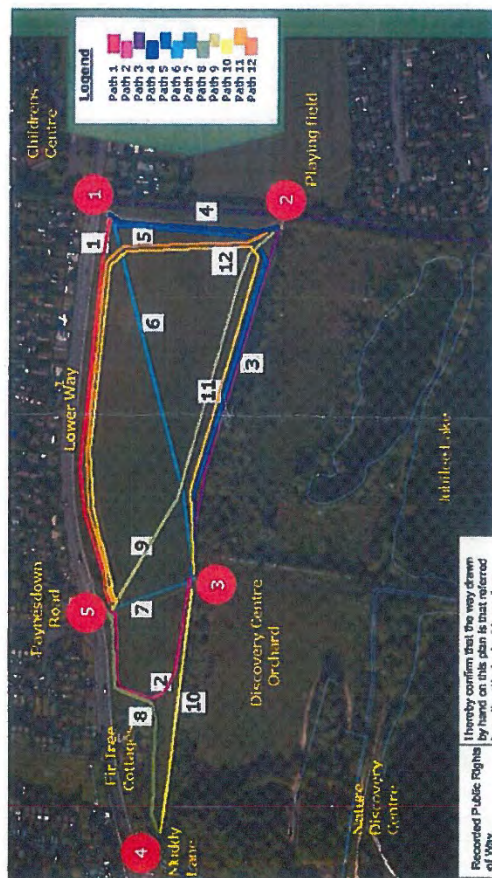 Legend
Path 1
Path 2
Path 3
Path 4
Path 5
Path 6
Path 7
Path 8
Path 9
Path 10
Path 11
Path 12
Childrens
Centre
Playing field
Lower Way
Paynesdown
Road
Fir Tree
Cottages
Muddy
Lane
Discovery Centre
Orchard
Nature
Discovery
Centre
Jubilee Lake
1
2
3
4
5
1
2
3
4
5
6
7
8
9
10
11
12
Recorded Public Rights
of Way
I hereby confirm that the way drawn
by hand on this plan is that referred